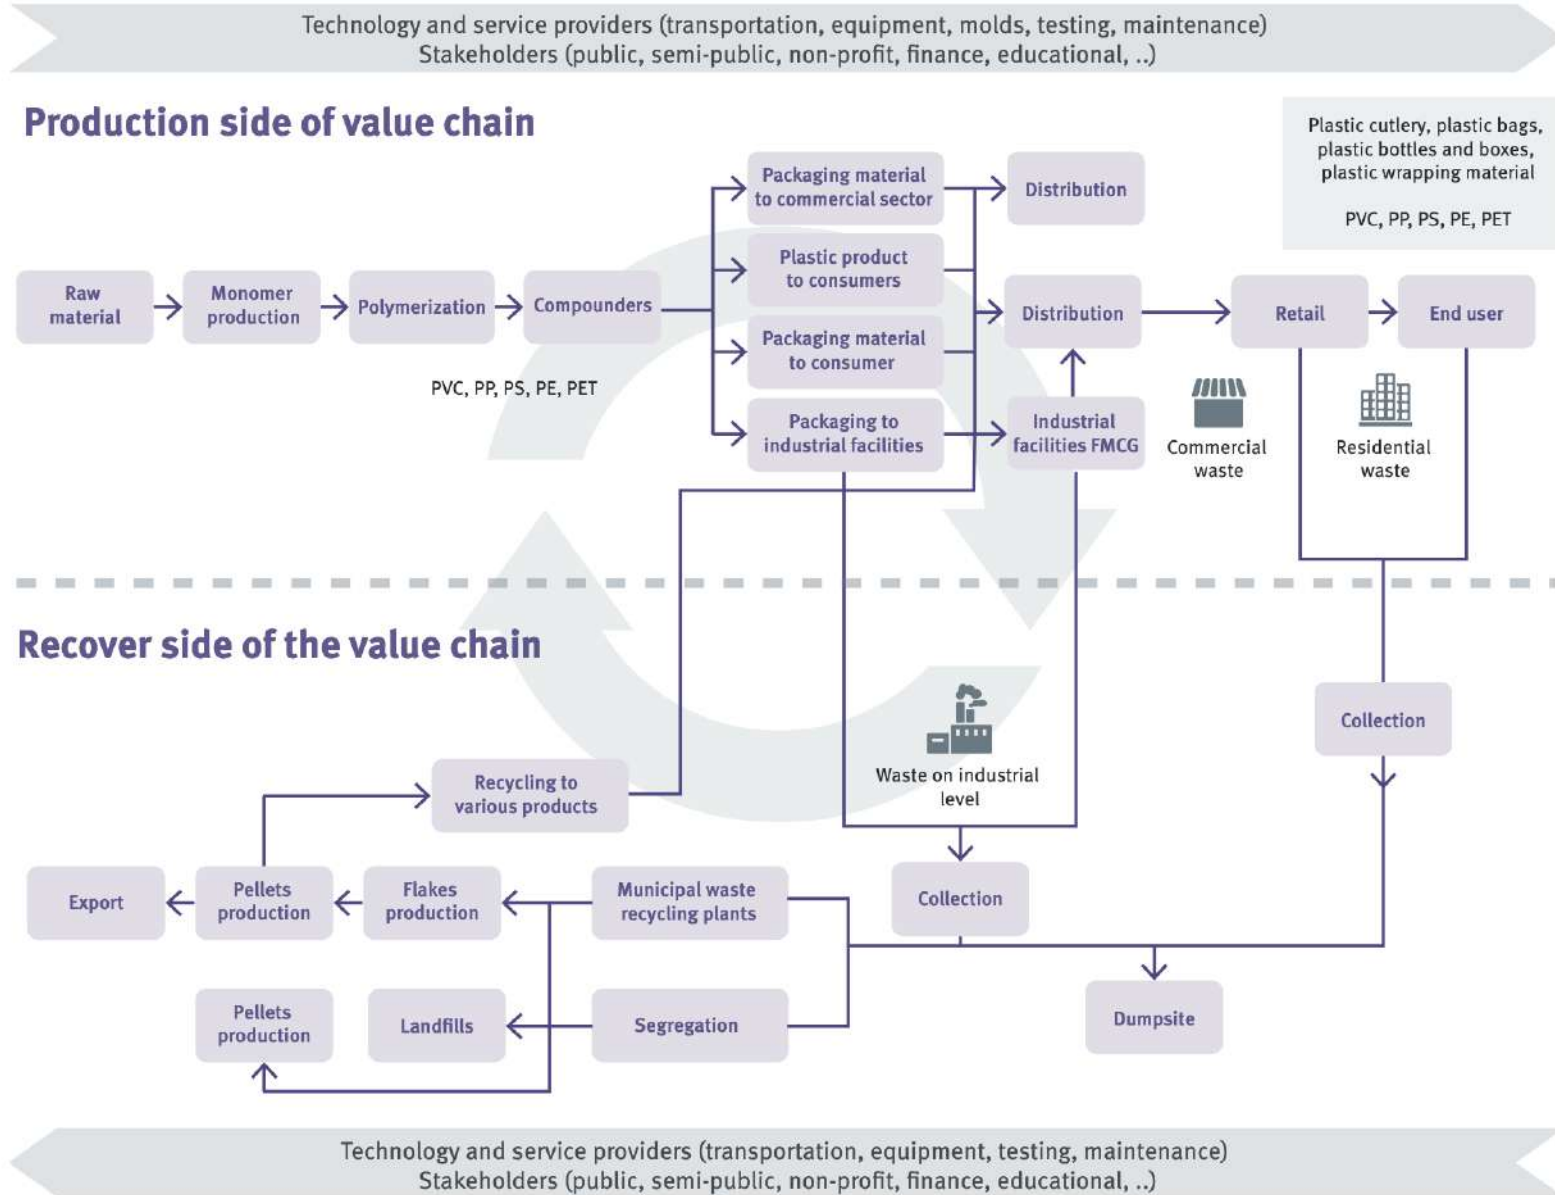 Technology and service providers (transportation, equipment, molds, testing, maintenance)
Stakeholders (public, semi-public, non-profit, finance, educational, ..)
Production side of value chain
Plastic cutlery, plastic bags,
plastic bottles and boxes,
plastic wrapping material
PVC, PP, PS, PE, PET
Packaging material
to commercial sector
Distribution
Plastic product
to consumers
Raw
material
Monomer
production
Polymerization
Compounders
Distribution
Retail
End user
Packaging material
to consumer
PVC, PP, PS, PE, PET
Packaging to
industrial facilities
Industrial
facilities FMCG
Commercial
waste
Residential
waste
Recover side of the value chain
Collection
Waste on industrial
level
Recycling to
various products
Export
Pellets
production
Flakes
production
Municipal waste
recycling plants
Collection
Pellets
production
Landfills
Segregation
Dumpsite
Technology and service providers (transportation, equipment, testing, maintenance)
Stakeholders (public, semi-public, non-profit, finance, educational, ..)